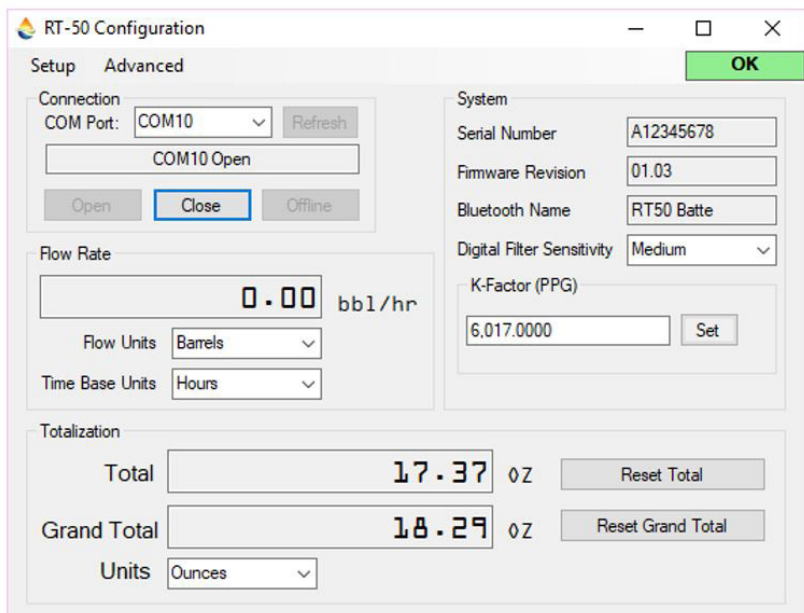 RT-50 Configuration
Setup Advanced
OK
Connection
COM Port: COM10 Refresh
COM10 Open
Open Close Offline
Flow Rate
0.00 bbl/hr
Flow Units Barrels
Time Base Units Hours
System
Serial Number A12345678
Firmware Revision 01.03
Bluetooth Name RT50 Batte
Digital Filter Sensitivity Medium
K-Factor (PPG)
6,017.0000 Set
Totalization
Total 17.37 OZ Reset Total
Grand Total 18.29 OZ Reset Grand Total
Units Ounces